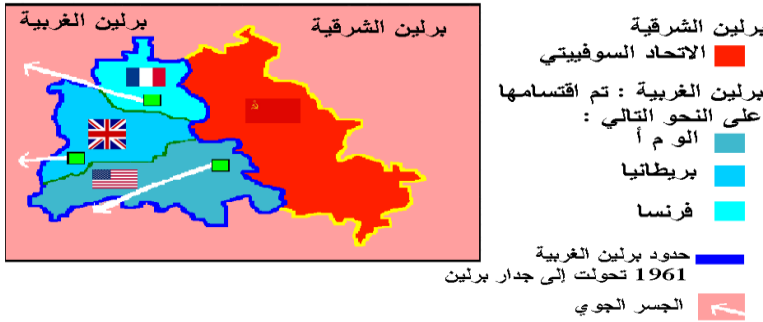 برلين الغربية
برلين الشرقية
برلين الشرقية
الاتحاد السوفييتي
برلين الغربية : تم اقتسامها
على النحو التالي :
الو م أ
بريطانيا
فرنسا
حدود برلين الغربية
1961 تحولت إلى جدار برلين
الجسر الجوي